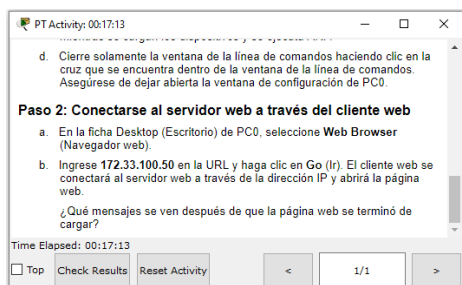 PT Activity: 00:17:13
d. Cierre solamente la ventana de la línea de comandos haciendo clic en la
cruz que se encuentra dentro de la ventana de la línea de comandos.
Asegúrese de dejar abierta la ventana de configuración de PC0.
Paso 2: Conectarse al servidor web a través del cliente web
a. En la ficha Desktop (Escritorio) de PC0, seleccione Web Browser
(Navegador web).
b. Ingrese 172.33.100.50 en la URL y haga clic en Go (Ir). El cliente web se
conectará al servidor web a través de la dirección IP y abrirá la página
web.
¿Qué mensajes se ven después de que la página web se terminó de
cargar?
Time Elapsed: 00:17:13
Top Check Results Reset Activity < 1/1 >